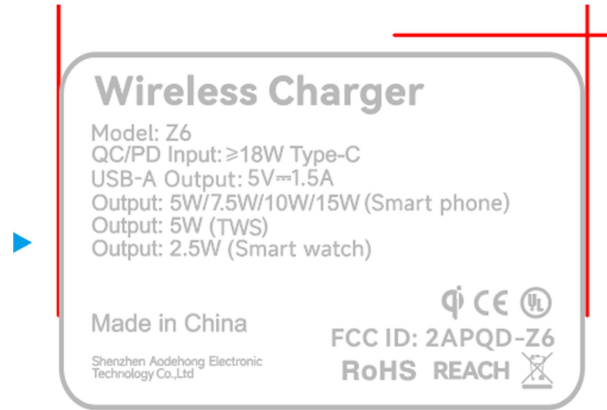 Wireless Charger
Model: Z6
QC/PD Input: ≥18W Type-C
USB-A Output: 5V⎓1.5A
Output: 5W/7.5W/10W/15W (Smart phone)
Output: 5W (TWS)
Output: 2.5W (Smart watch)
Made in China
Shenzhen Aodehong Electronic
Technology Co.,Ltd
qi CE UL
FCC ID: 2APQD-Z6
RoHS REACH